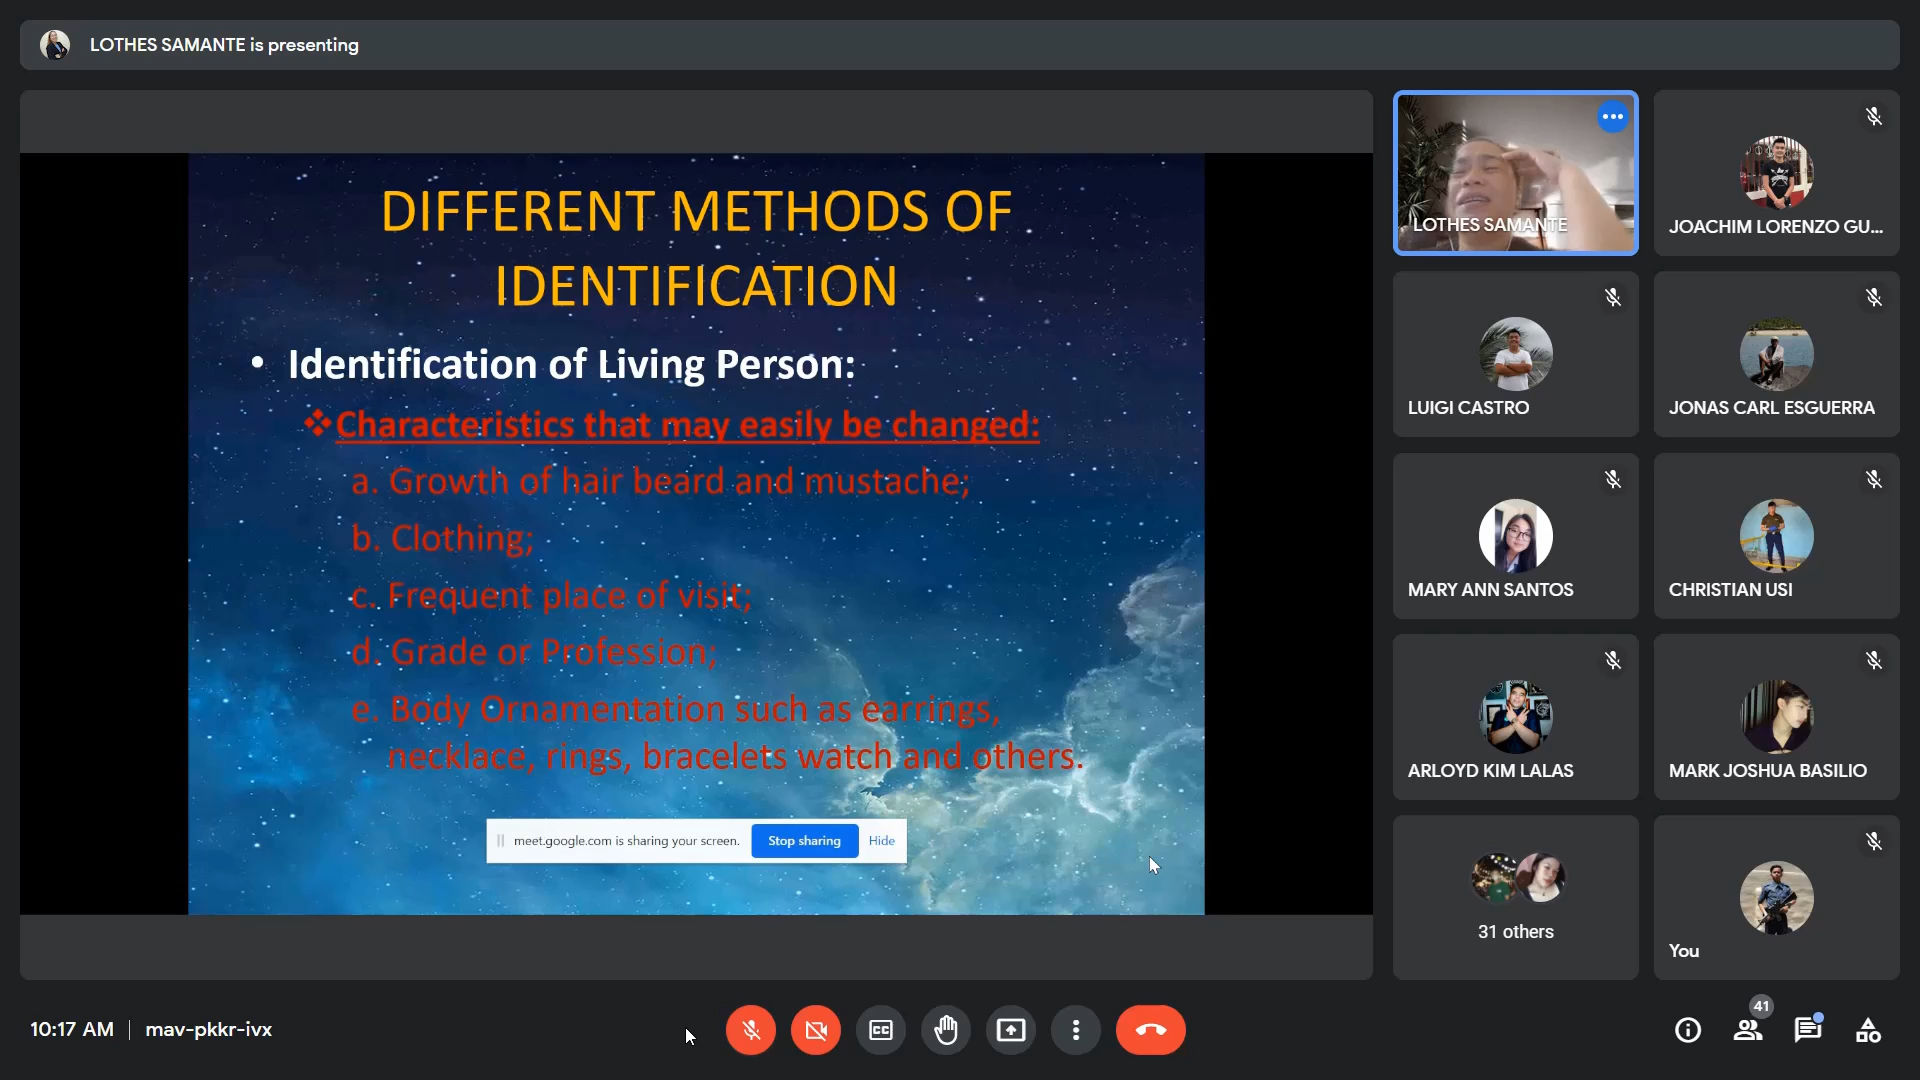 LOTHES SAMANTE is presenting
DIFFERENT METHODS OF
IDENTIFICATION
• Identification of Living Person:
❖Characteristics that may easily be changed:
a. Growth of hair beard and mustache;
b. Clothing;
c. Frequent place of visit;
d. Grade or Profession;
e. Body Ornamentation such as earrings,
necklace, rings, bracelets watch and others.
meet.google.com is sharing your screen. Stop sharing Hide
LOTHES SAMANTE
JOACHIM LORENZO GU...
LUIGI CASTRO
JONAS CARL ESGUERRA
MARY ANN SANTOS
CHRISTIAN USI
ARLOYD KIM LALAS
MARK JOSHUA BASILIO
31 others
You
10:17 AM | mav-pkkr-ivx
CC
41